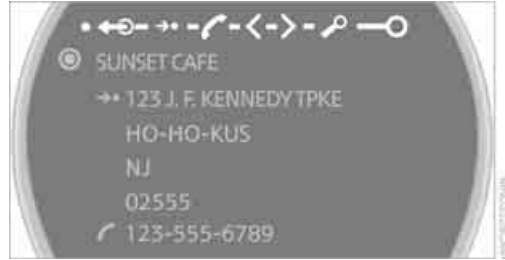 SUNSET CAFE
123 J. F. KENNEDY TPKE
HO-HO-KUS
NJ
02555
123-555-6789